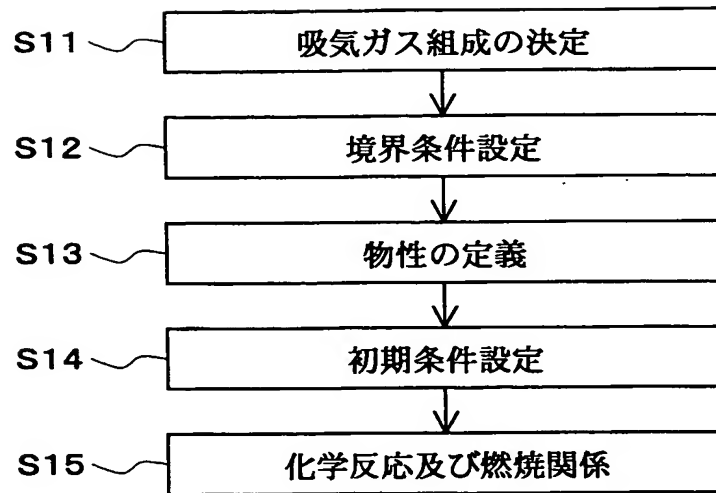 S11 吸気ガス組成の決定
S12 境界条件設定
S13 物性の定義
S14 初期条件設定
S15 化学反応及び燃焼関係